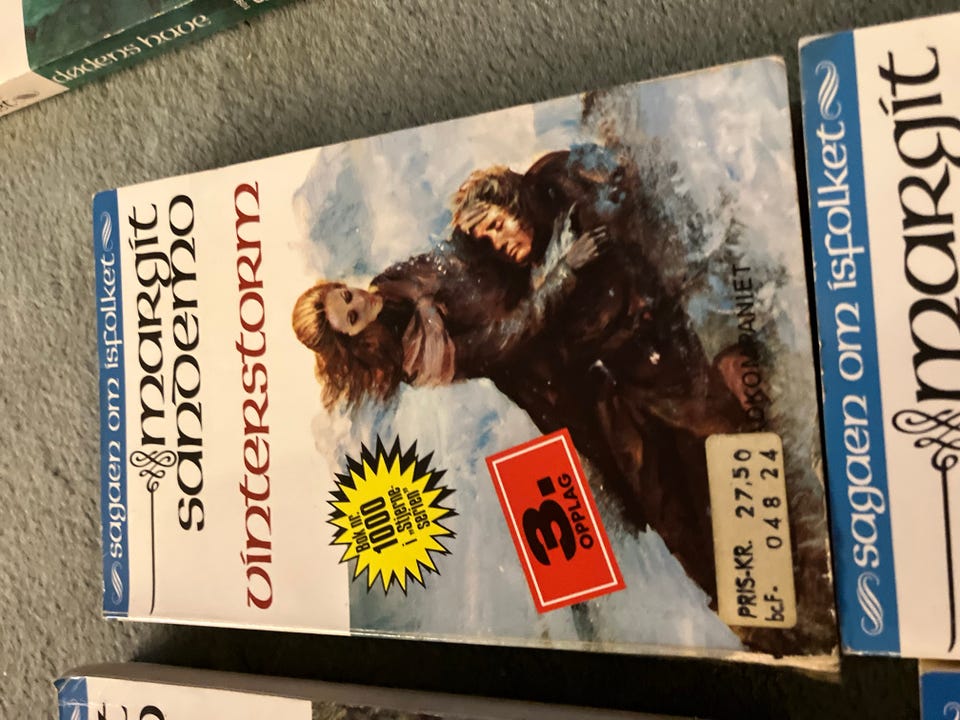 sagaen om isfolket
margit
sandemo
vinterstorm
Bok nr.
1000
i "Stjerne-
serien"
3.
OPPLAG
PRIS-KR. 27,50
bcF. 048 24
dødens have
sagaen om isfolket
margit